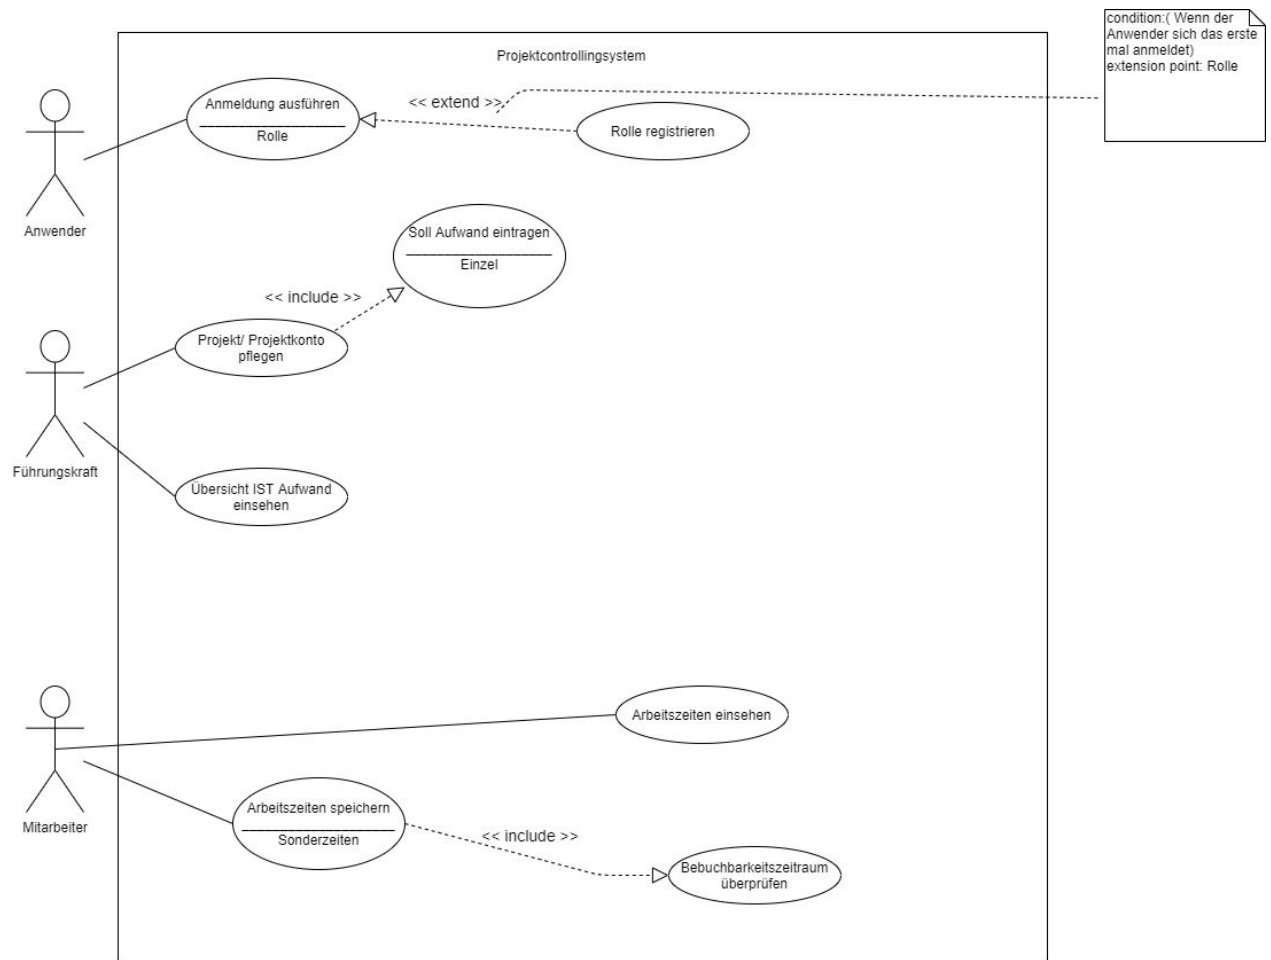 condition:( Wenn der
Anwender sich das erste
mal anmeldet)
extension point: Rolle
Projektcontrollingsystem
Anmeldung ausführen
Rolle
<< extend >>
Rolle registrieren
Anwender
Soll Aufwand eintragen
Einzel
<< include >>
Projekt/ Projektkonto
pflegen
Führungskraft
Übersicht IST Aufwand
einsehen
Arbeitszeiten einsehen
Mitarbeiter
Arbeitszeiten speichern
Sonderzeiten
<< include >>
Bebuchbarkeitszeitraum
überprüfen